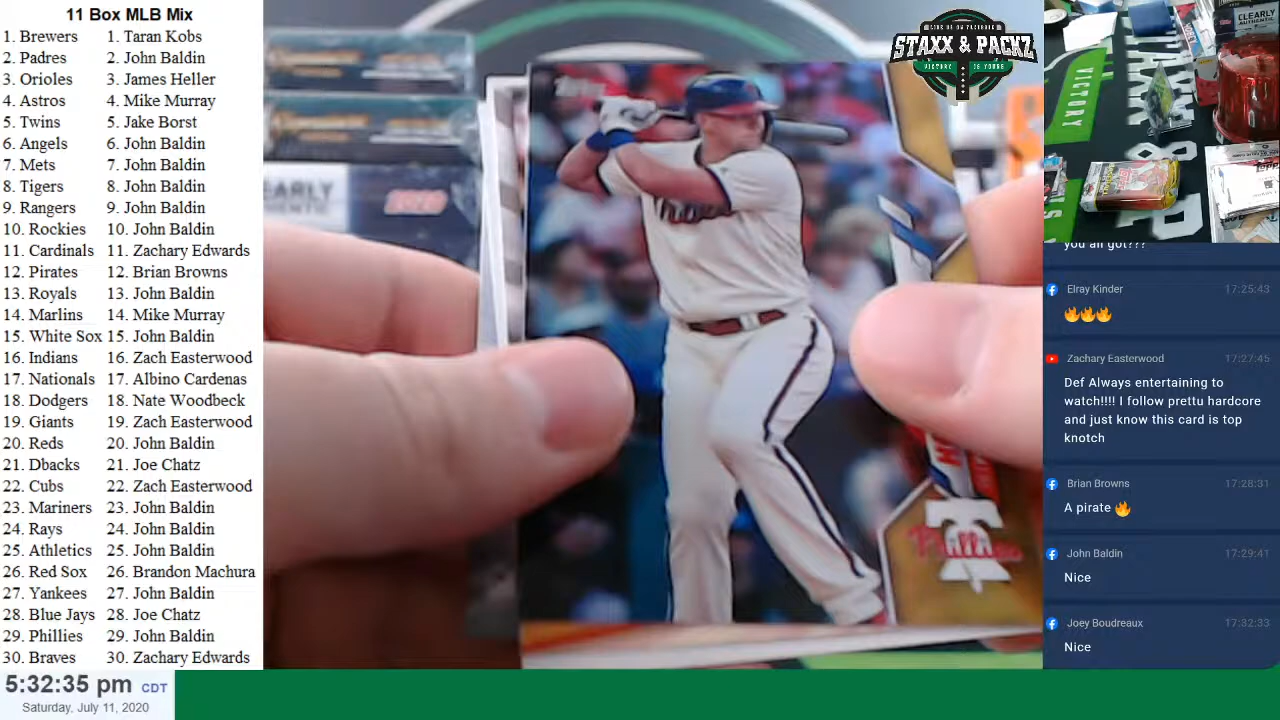 11 Box MLB Mix
1. Brewers 1. Taran Kobs
2. Padres 2. John Baldin
3. Orioles 3. James Heller
4. Astros 4. Mike Murray
5. Twins 5. Jake Borst
6. Angels 6. John Baldin
7. Mets 7. John Baldin
8. Tigers 8. John Baldin
9. Rangers 9. John Baldin
10. Rockies 10. John Baldin
11. Cardinals 11. Zachary Edwards
12. Pirates 12. Brian Browns
13. Royals 13. John Baldin
14. Marlins 14. Mike Murray
15. White Sox 15. John Baldin
16. Indians 16. Zach Easterwood
17. Nationals 17. Albino Cardenas
18. Dodgers 18. Nate Woodbeck
19. Giants 19. Zach Easterwood
20. Reds 20. John Baldin
21. Dbacks 21. Joe Chatz
22. Cubs 22. Zach Easterwood
23. Mariners 23. John Baldin
24. Rays 24. John Baldin
25. Athletics 25. John Baldin
26. Red Sox 26. Brandon Machura
27. Yankees 27. John Baldin
28. Blue Jays 28. Joe Chatz
29. Phillies 29. John Baldin
30. Braves 30. Zachary Edwards
5:32:35 pm CDT
Saturday, July 11, 2020
Phillies
STAXX & PACKZ
VICTORY IS YOURS
CLEARLY
AUTHENTIC
VICTORY
you all got???
Elray Kinder 17:25:43
🔥🔥🔥
Zachary Easterwood 17:27:45
Def Always entertaining to
watch!!!! I follow prettu hardcore
and just know this card is top
knotch
Brian Browns 17:28:31
A pirate 🔥
John Baldin 17:29:41
Nice
Joey Boudreaux 17:32:33
Nice